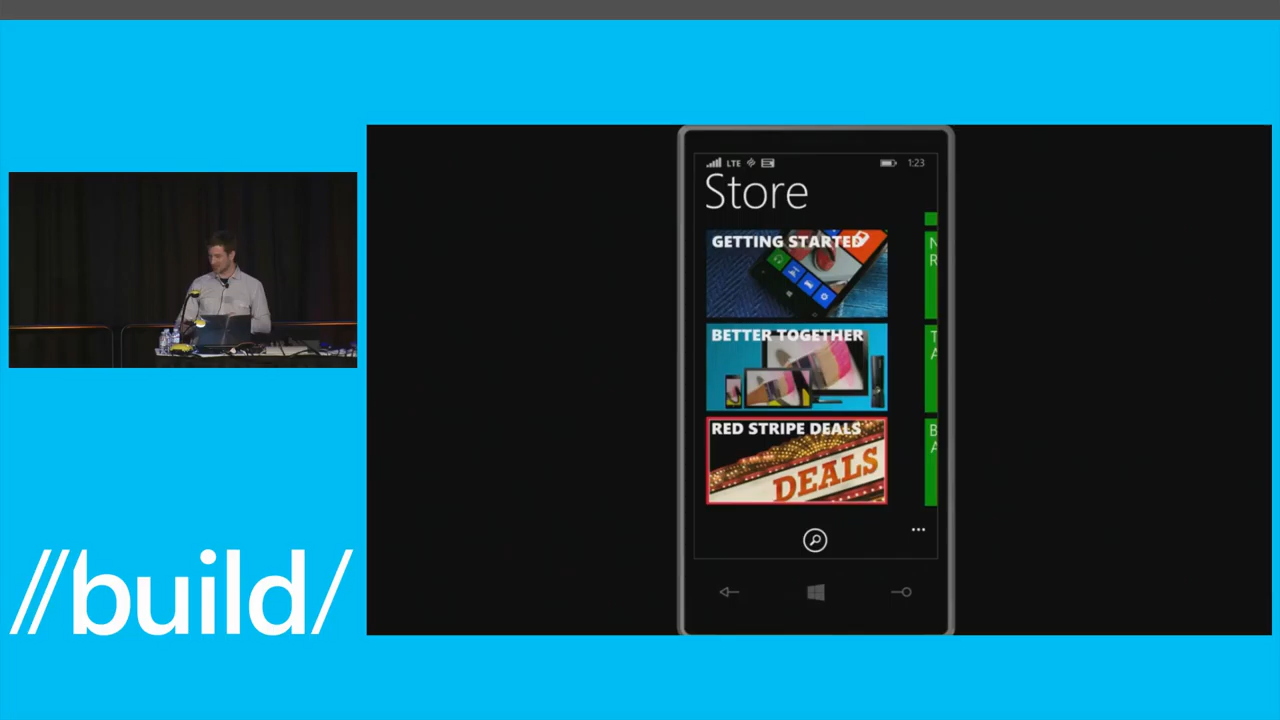 LTE 1:23
Store
GETTING STARTED
BETTER TOGETHER
RED STRIPE DEALS
DEALS
N
R
T
A
B
A
//build/